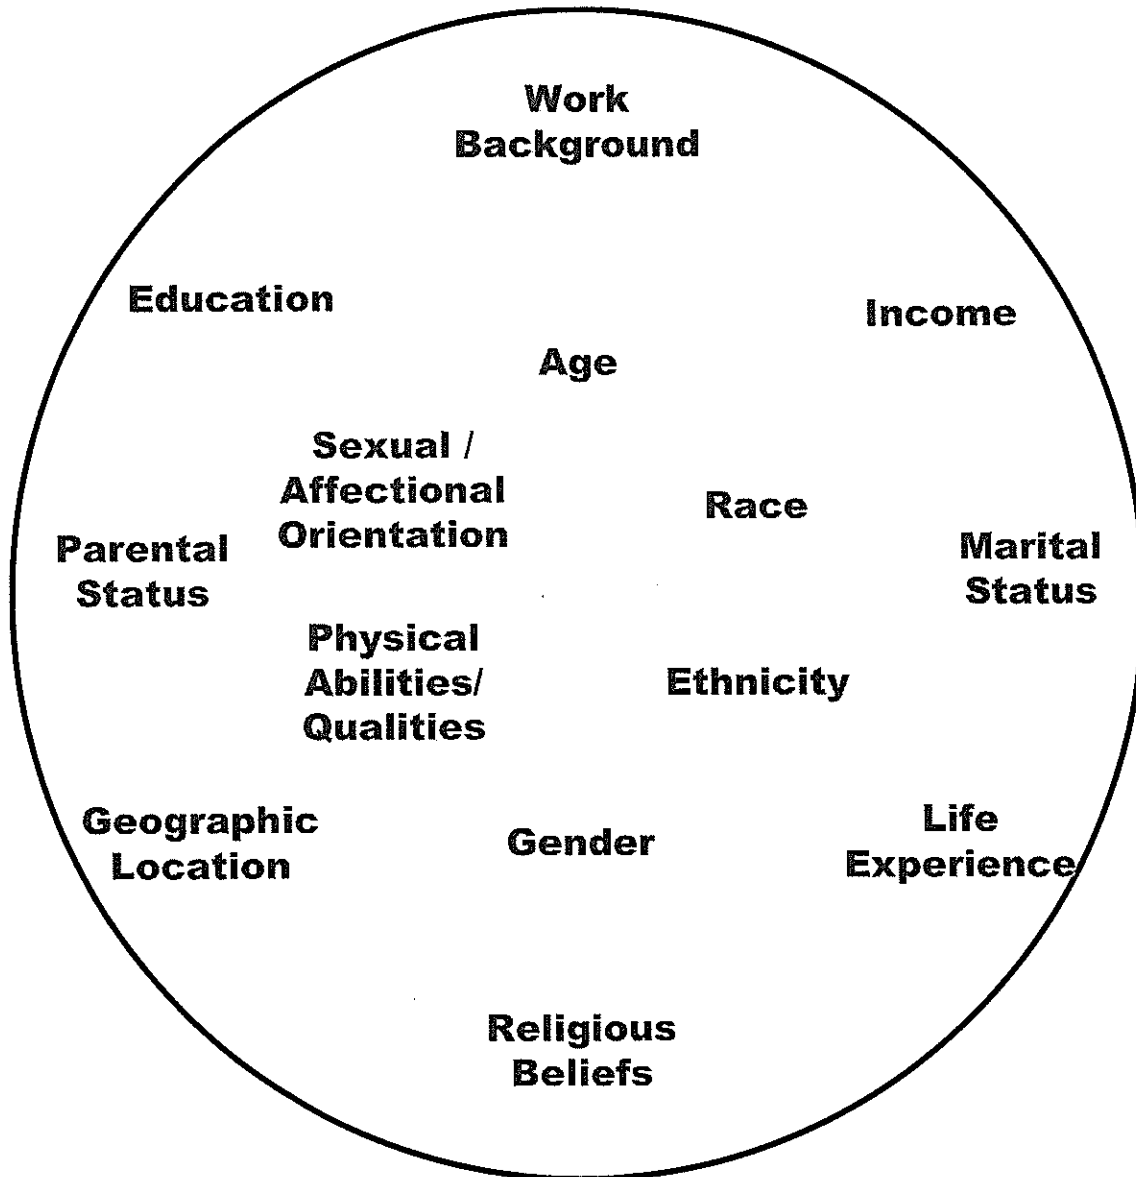 Work
Background
Education
Income
Age
Sexual /
Affectional
Orientation
Race
Parental
Status
Marital
Status
Physical
Abilities/
Qualities
Ethnicity
Geographic
Location
Gender
Life
Experience
Religious
Beliefs